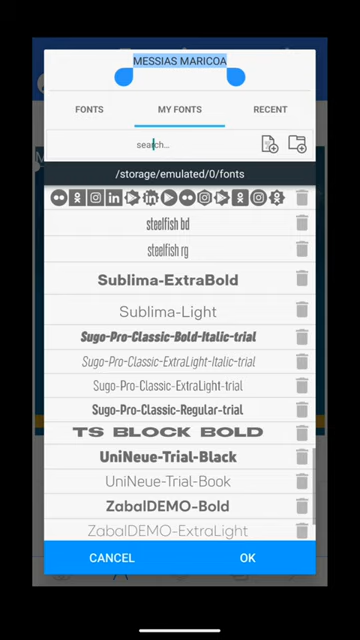 MESSIAS MARICOA
FONTS
MY FONTS
RECENT
search...
/storage/emulated/0/fonts
steelfish bd
steelfish rg
Sublima-ExtraBold
Sublima-Light
Sugo-Pro-Classic-Bold-Italic-trial
Sugo-Pro-Classic-ExtraLight-Italic-trial
Sugo-Pro-Classic-ExtraLight-trial
Sugo-Pro-Classic-Regular-trial
TS BLOCK BOLD
UniNeue-Trial-Black
UniNeue-Trial-Book
ZabalDEMO-Bold
ZabalDEMO-ExtraLight
CANCEL
OK